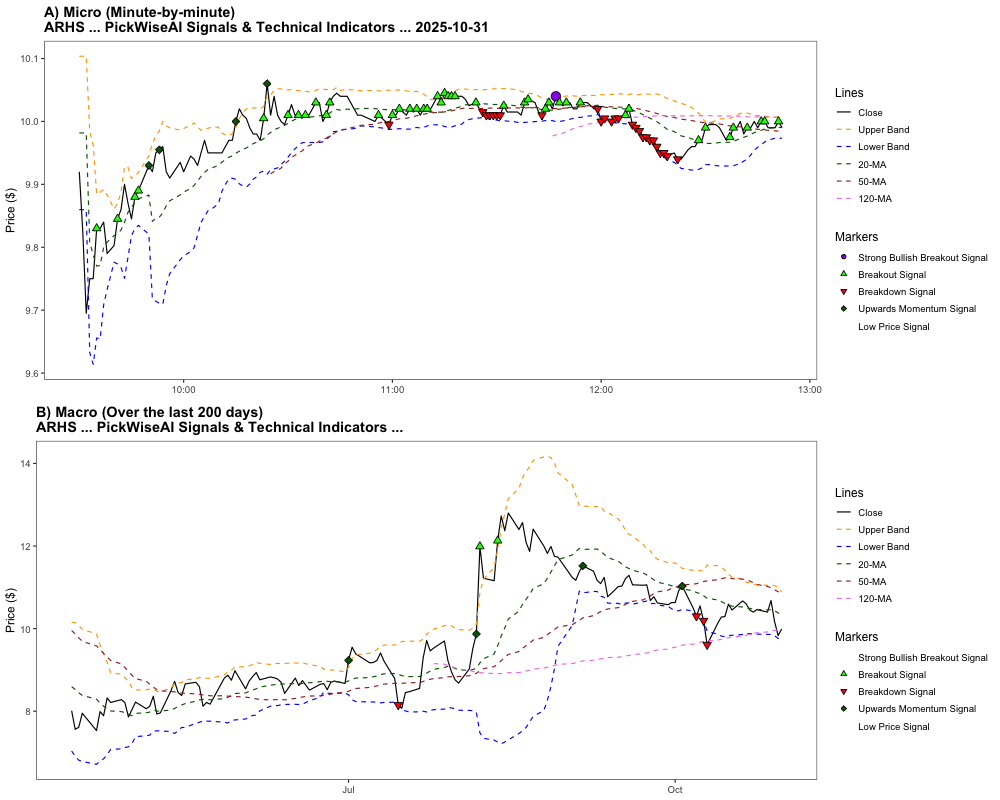 A) Micro (Minute-by-minute)
ARHS ... PickWiseAI Signals & Technical Indicators ... 2025-10-31
Price ($)
10.1
10.0
9.9
9.8
9.7
9.6
10:00
11:00
12:00
13:00
Lines
Close
Upper Band
Lower Band
20-MA
50-MA
120-MA
Markers
Strong Bullish Breakout Signal
Breakout Signal
Breakdown Signal
Upwards Momentum Signal
Low Price Signal
B) Macro (Over the last 200 days)
ARHS ... PickWiseAI Signals & Technical Indicators ...
Price ($)
14
12
10
8
Jul
Oct
Lines
Close
Upper Band
Lower Band
20-MA
50-MA
120-MA
Markers
Strong Bullish Breakout Signal
Breakout Signal
Breakdown Signal
Upwards Momentum Signal
Low Price Signal